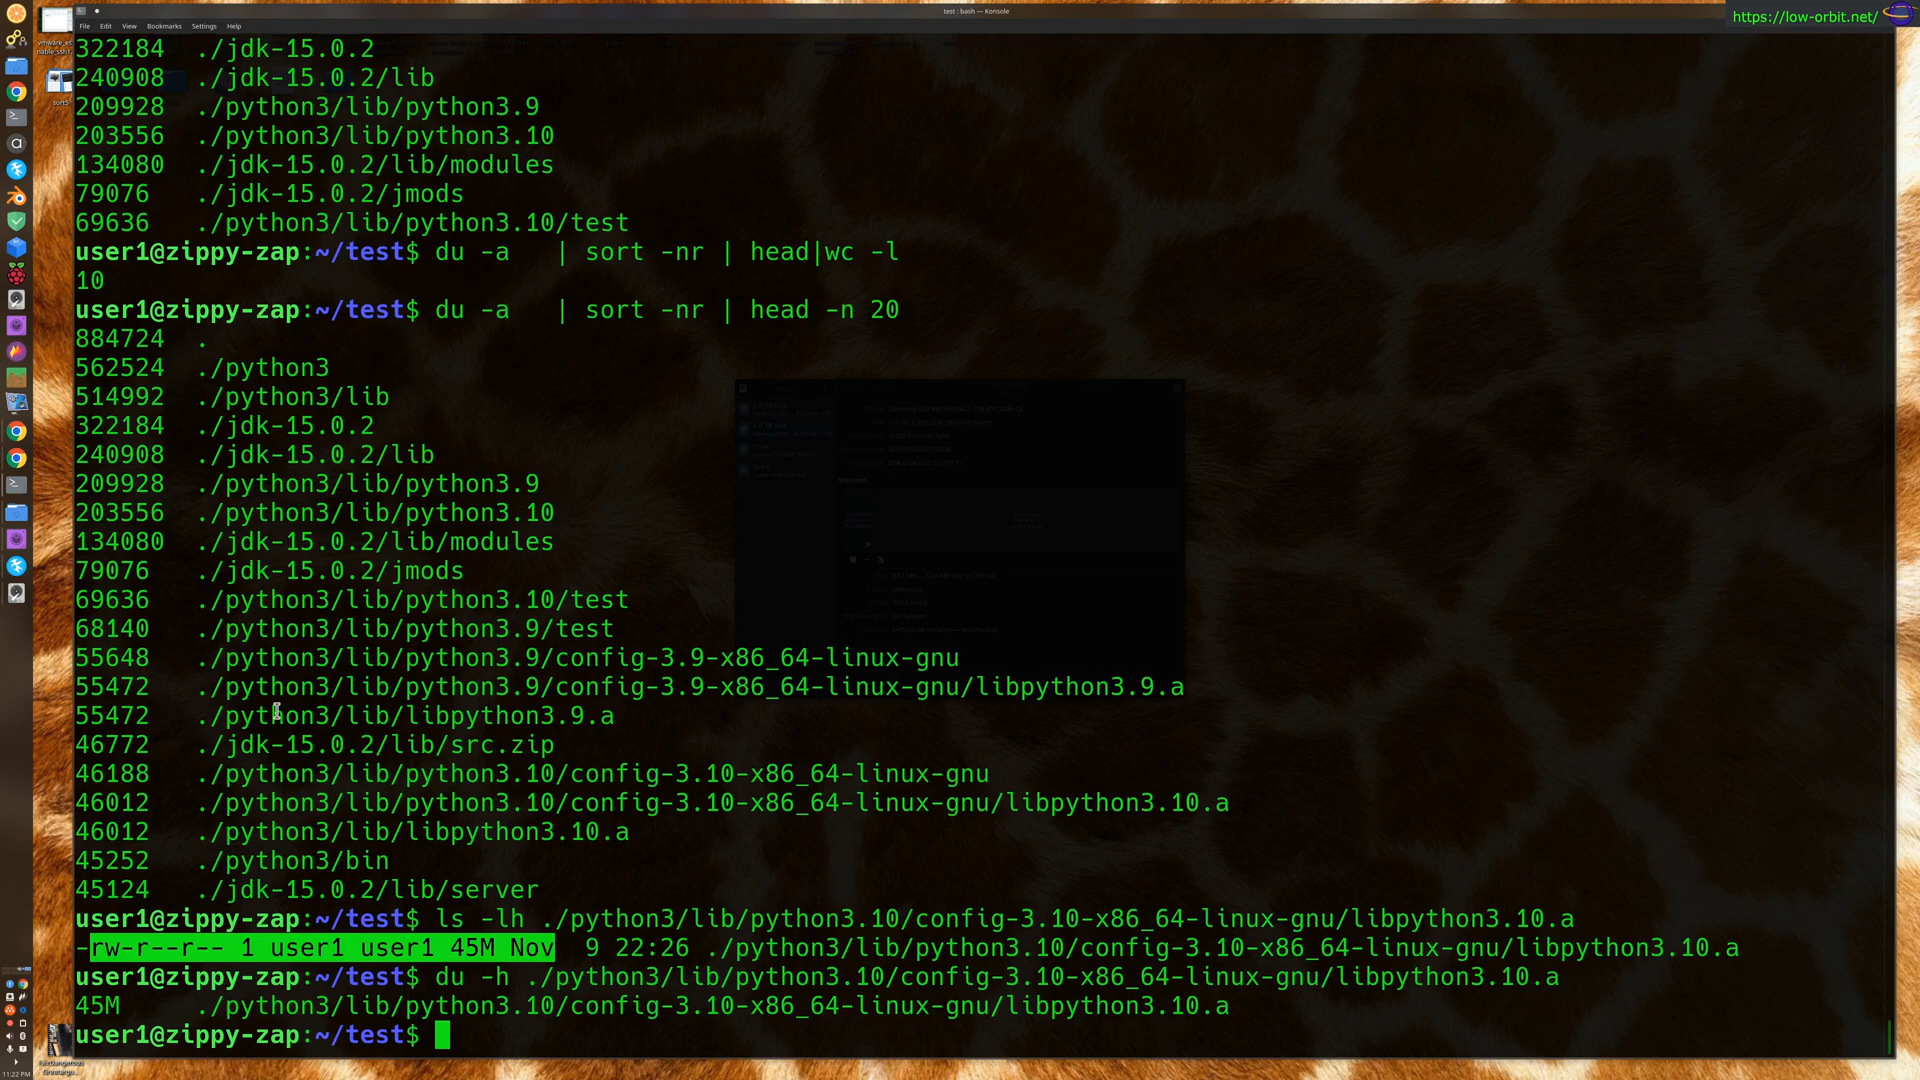 test : bash — Konsole
https://low-orbit.net/
File Edit View Bookmarks Settings Help
322184 ./jdk-15.0.2
240908 ./jdk-15.0.2/lib
209928 ./python3/lib/python3.9
203556 ./python3/lib/python3.10
134080 ./jdk-15.0.2/lib/modules
79076 ./jdk-15.0.2/jmods
69636 ./python3/lib/python3.10/test
user1@zippy-zap:~/test$ du -a | sort -nr | head|wc -l
10
user1@zippy-zap:~/test$ du -a | sort -nr | head -n 20
884724 .
562524 ./python3
514992 ./python3/lib
322184 ./jdk-15.0.2
240908 ./jdk-15.0.2/lib
209928 ./python3/lib/python3.9
203556 ./python3/lib/python3.10
134080 ./jdk-15.0.2/lib/modules
79076 ./jdk-15.0.2/jmods
69636 ./python3/lib/python3.10/test
68140 ./python3/lib/python3.9/test
55648 ./python3/lib/python3.9/config-3.9-x86_64-linux-gnu
55472 ./python3/lib/python3.9/config-3.9-x86_64-linux-gnu/libpython3.9.a
55472 ./python3/lib/libpython3.9.a
46772 ./jdk-15.0.2/lib/src.zip
46188 ./python3/lib/python3.10/config-3.10-x86_64-linux-gnu
46012 ./python3/lib/python3.10/config-3.10-x86_64-linux-gnu/libpython3.10.a
46012 ./python3/lib/libpython3.10.a
45252 ./python3/bin
45124 ./jdk-15.0.2/lib/server
user1@zippy-zap:~/test$ ls -lh ./python3/lib/python3.10/config-3.10-x86_64-linux-gnu/libpython3.10.a
-rw-r--r-- 1 user1 user1 45M Nov  9 22:26 ./python3/lib/python3.10/config-3.10-x86_64-linux-gnu/libpython3.10.a
user1@zippy-zap:~/test$ du -h ./python3/lib/python3.10/config-3.10-x86_64-linux-gnu/libpython3.10.a
45M ./python3/lib/python3.10/config-3.10-x86_64-linux-gnu/libpython3.10.a
user1@zippy-zap:~/test$
11:22 PM